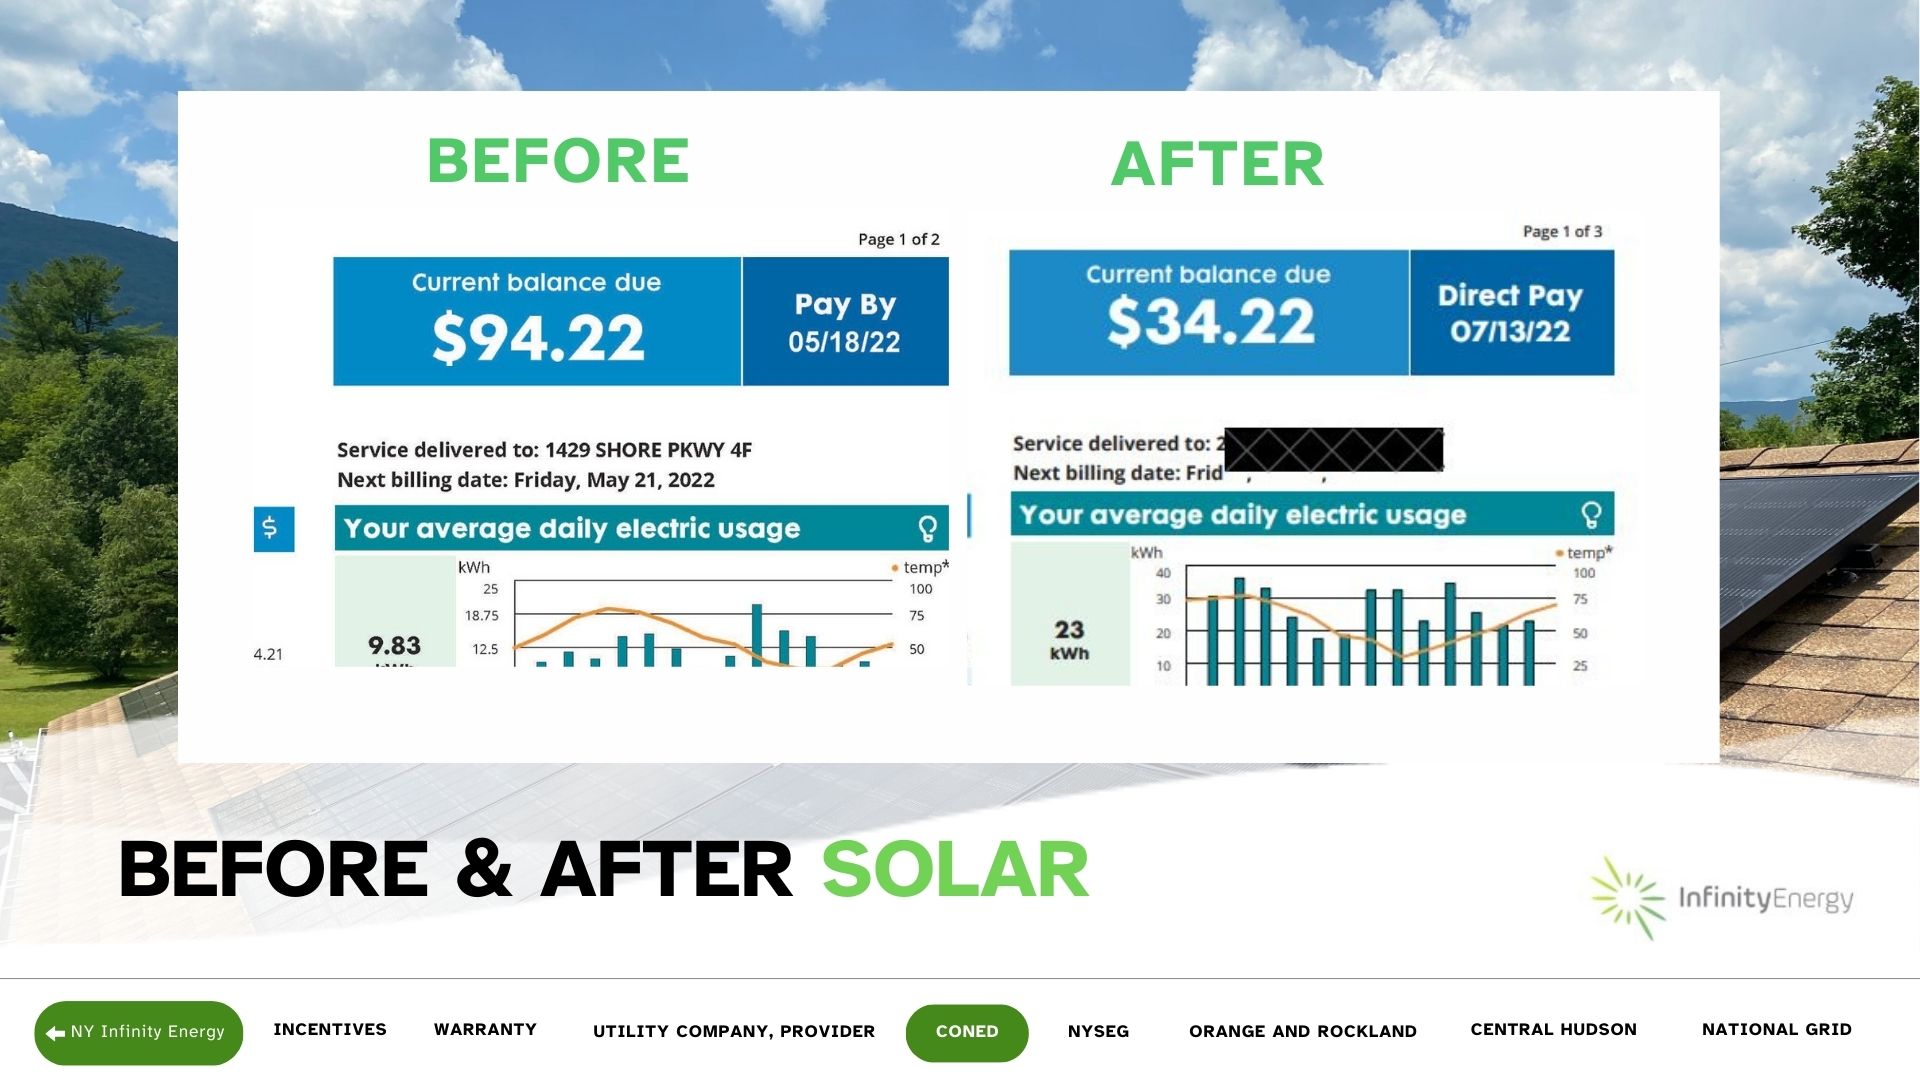 BEFORE
AFTER
Page 1 of 2
Current balance due
$94.22
Pay By
05/18/22
Service delivered to: 1429 SHORE PKWY 4F
Next billing date: Friday, May 21, 2022
$
Your average daily electric usage
kWh
temp*
25
100
18.75
75
12.5
50
9.83
kWh
4.21
Page 1 of 3
Current balance due
$34.22
Direct Pay
07/13/22
Service delivered to: 2
Next billing date: Frid
Your average daily electric usage
kWh
temp*
40
100
30
75
20
50
10
25
23
kWh
BEFORE & AFTER SOLAR
InfinityEnergy
NY Infinity Energy
INCENTIVES
WARRANTY
UTILITY COMPANY, PROVIDER
CONED
NYSEG
ORANGE AND ROCKLAND
CENTRAL HUDSON
NATIONAL GRID